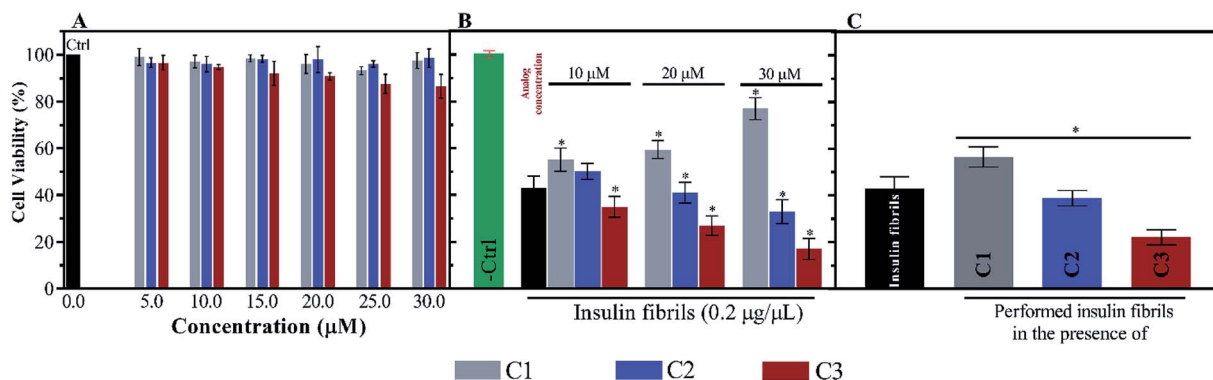 A
Ctrl
Cell Viability (%)
100
80
60
40
20
0
0.0
5.0
10.0
15.0
20.0
25.0
30.0
Concentration (μM)
B
-Ctrl
Analog
concentration
10 μM
20 μM
30 μM
*
*
*
*
*
*
*
*
Insulin fibrils (0.2 μg/μL)
C
*
Insulin fibrils
C1
C2
C3
Performed insulin fibrils
in the presence of
C1
C2
C3